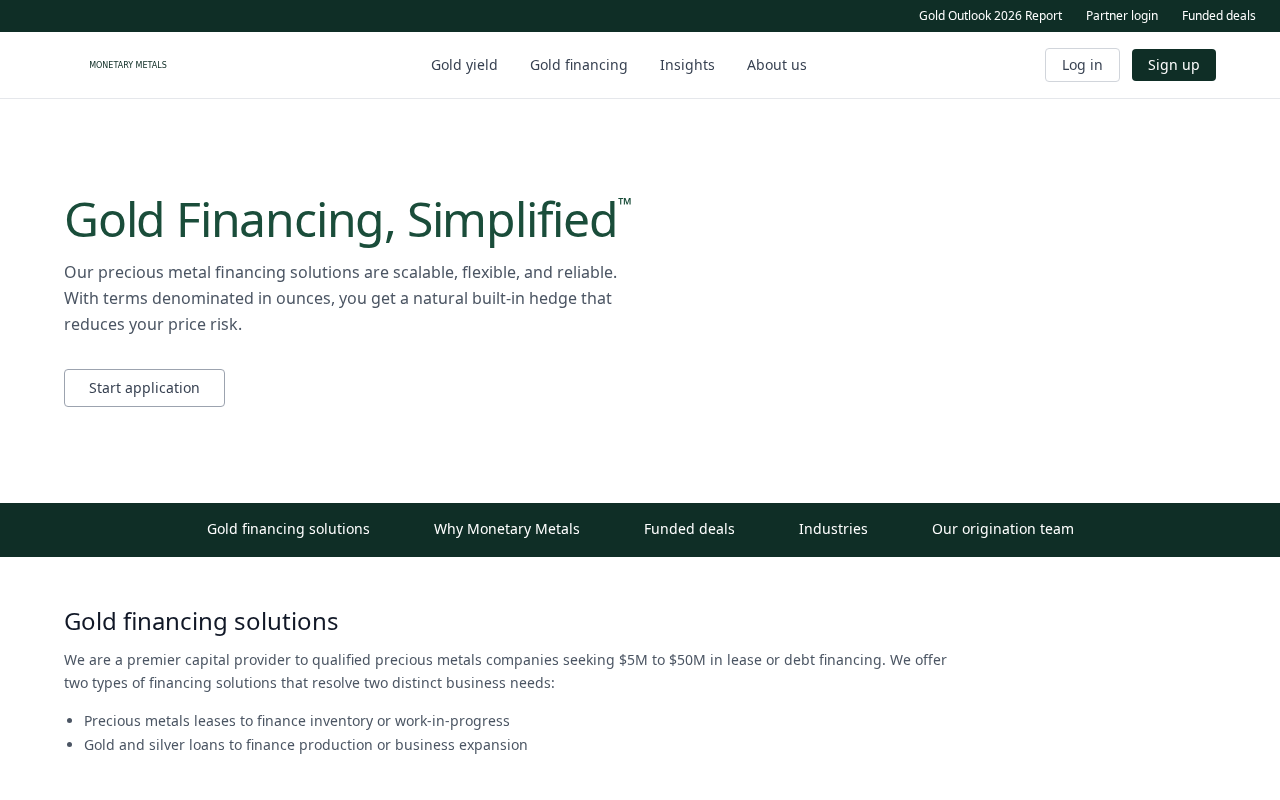 Gold Outlook 2026 Report Partner login Funded deals
MONETARY METALS Gold yield Gold financing Insights About us Log in Sign up
Gold Financing, Simplified™
Our precious metal financing solutions are scalable, flexible, and reliable.
With terms denominated in ounces, you get a natural built-in hedge that
reduces your price risk.
Start application
Gold financing solutions Why Monetary Metals Funded deals Industries Our origination team
Gold financing solutions
We are a premier capital provider to qualified precious metals companies seeking $5M to $50M in lease or debt financing. We offer
two types of financing solutions that resolve two distinct business needs:
• Precious metals leases to finance inventory or work-in-progress
• Gold and silver loans to finance production or business expansion